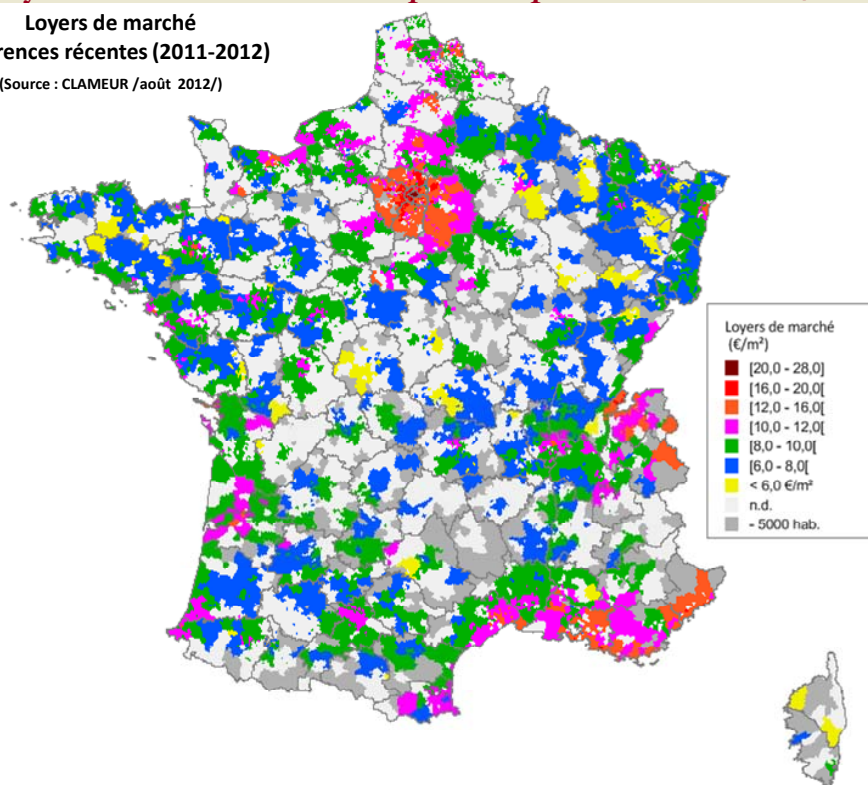 Loyers de marché
rences récentes (2011-2012)
(Source : CLAMEUR /août 2012/)
Loyers de marché
(€/m²)
[20,0 - 28,0]
[16,0 - 20,0[
[12,0 - 16,0[
[10,0 - 12,0[
[8,0 - 10,0[
[6,0 - 8,0[
< 6,0 €/m²
n.d.
- 5000 hab.